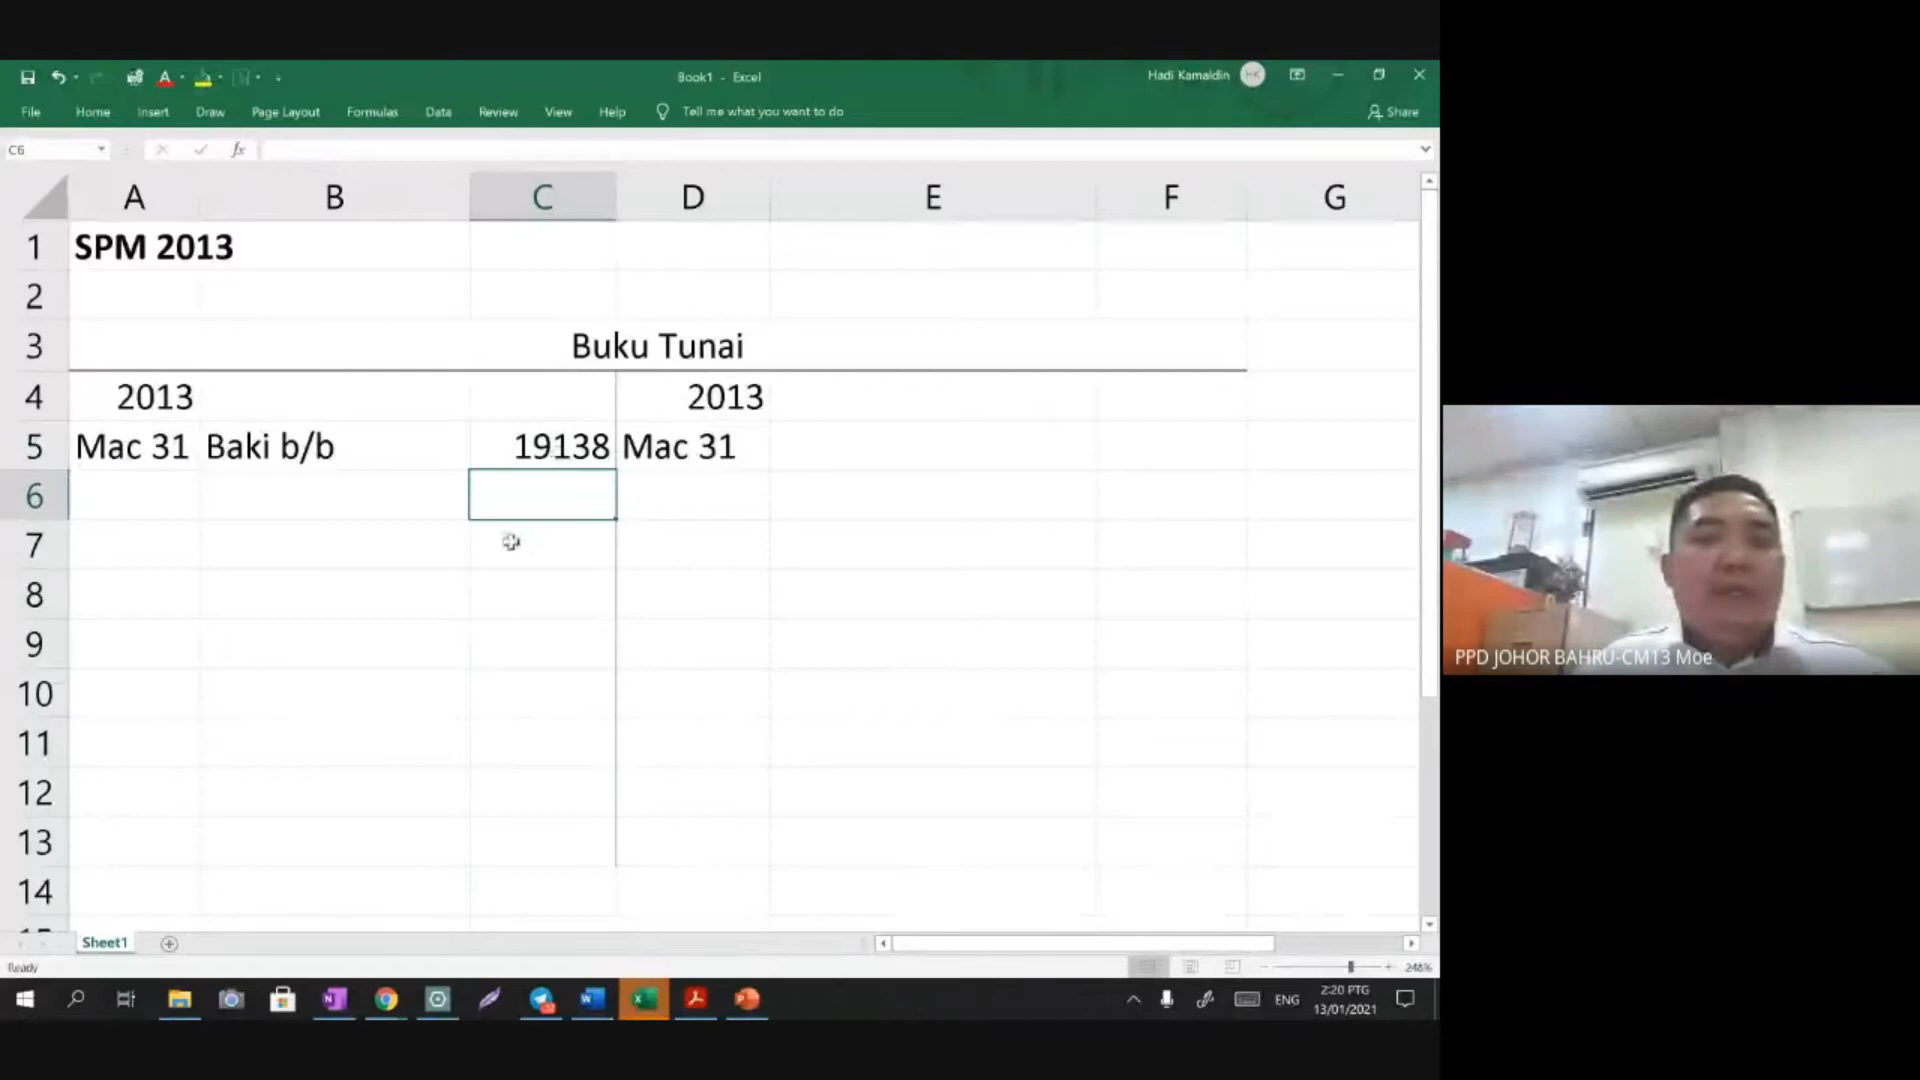 Book1 - Excel
Hadi Kamaldin HK
File Home Insert Draw Page Layout Formulas Data Review View Help Tell me what you want to do Share
C6 fx
A B C D E F G
1 SPM 2013
2
3 Buku Tunai
4 2013 2013
5 Mac 31 Baki b/b 19138 Mac 31
6
7
8
9
10
11
12
13
14
PPD JOHOR BAHRU-CM13 Moe
Sheet1
Ready 248%
ENG 2:20 PTG
13/01/2021